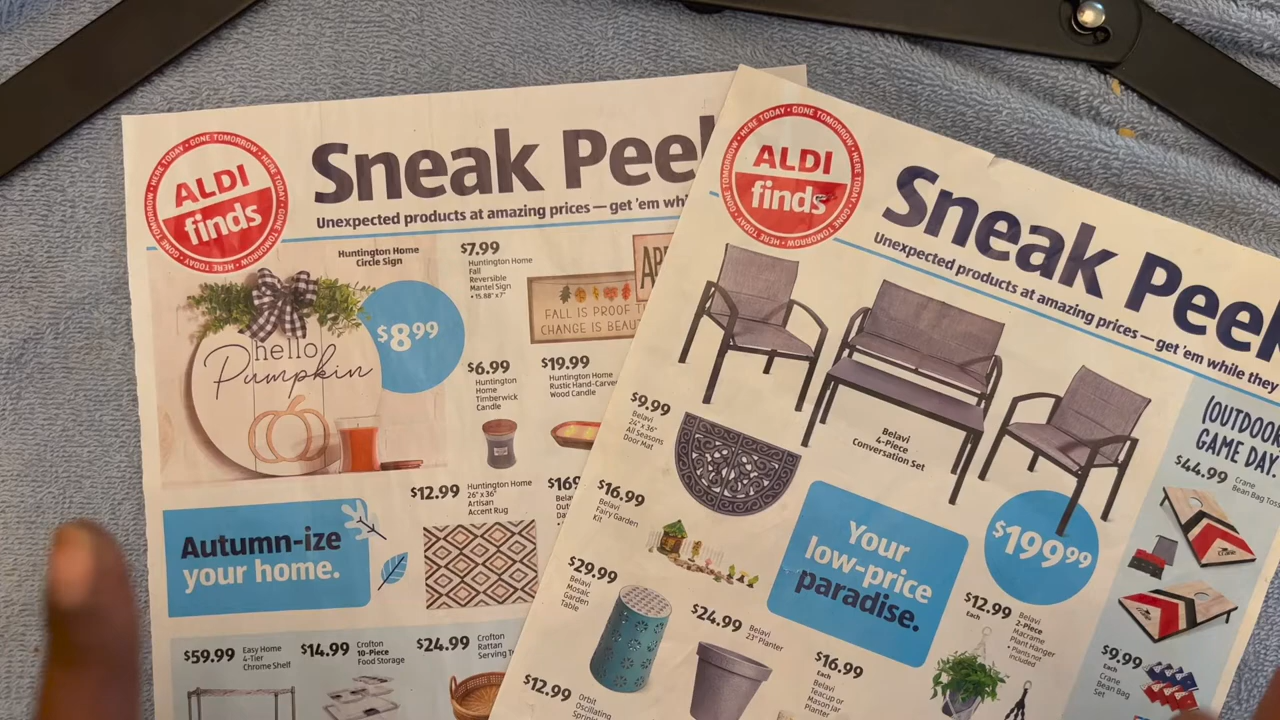 HERE TODAY • GONE TOMORROW • HERE TODAY • GONE TOMORROW
ALDI
finds
Sneak
Unexpected products at amazing prices — get 'em
Huntington Home
Circle Sign
$8.99
hello
Pumpkin
$7.99
Huntington Home
Fall
Reversible
Mantel Sign
• 15.88" x 7"
FALL IS PROOF
CHANGE IS
$6.99
Huntington
Home
Timberwick
Candle
$19.99
Huntington Home
Rustic Hand-Carved
Wood Candle
$12.99
Huntington Home
26" x 36"
Artisan
Accent Rug
Autumn-ize
your home.
$59.99
Easy Home
4-Tier
Chrome Shelf
$14.99
Crofton
10-Piece
Food Storage
$24.99
Crofton
Rattan
Serving
HERE TODAY • GONE TOMORROW • HERE TODAY • GONE TOMORROW
ALDI
finds
Sneak
Unexpected products at amazing prices — get 'em while they
Belavi
4-Piece
Conversation Set
$199.99
$9.99
Belavi
24" x 36"
All Seasons
Door Mat
$16.99
Belavi
Fairy Garden
Kit
Your
low-price
paradise.
$29.99
Belavi
Mosaic
Garden
Table
$24.99
Belavi
23" Planter
$12.99
Orbit
Oscillating
$16.99
Each
Belavi
Teacup or
Mason Jar
Planter
$12.99
Each
Belavi
2-Piece
Macrame
Plant Hanger
• Plants not
included
OUTDOOR
GAME DAY.
$44.99
Crane
Bean Bag Toss
$9.99
Each
Crane
Bean Bag
Set